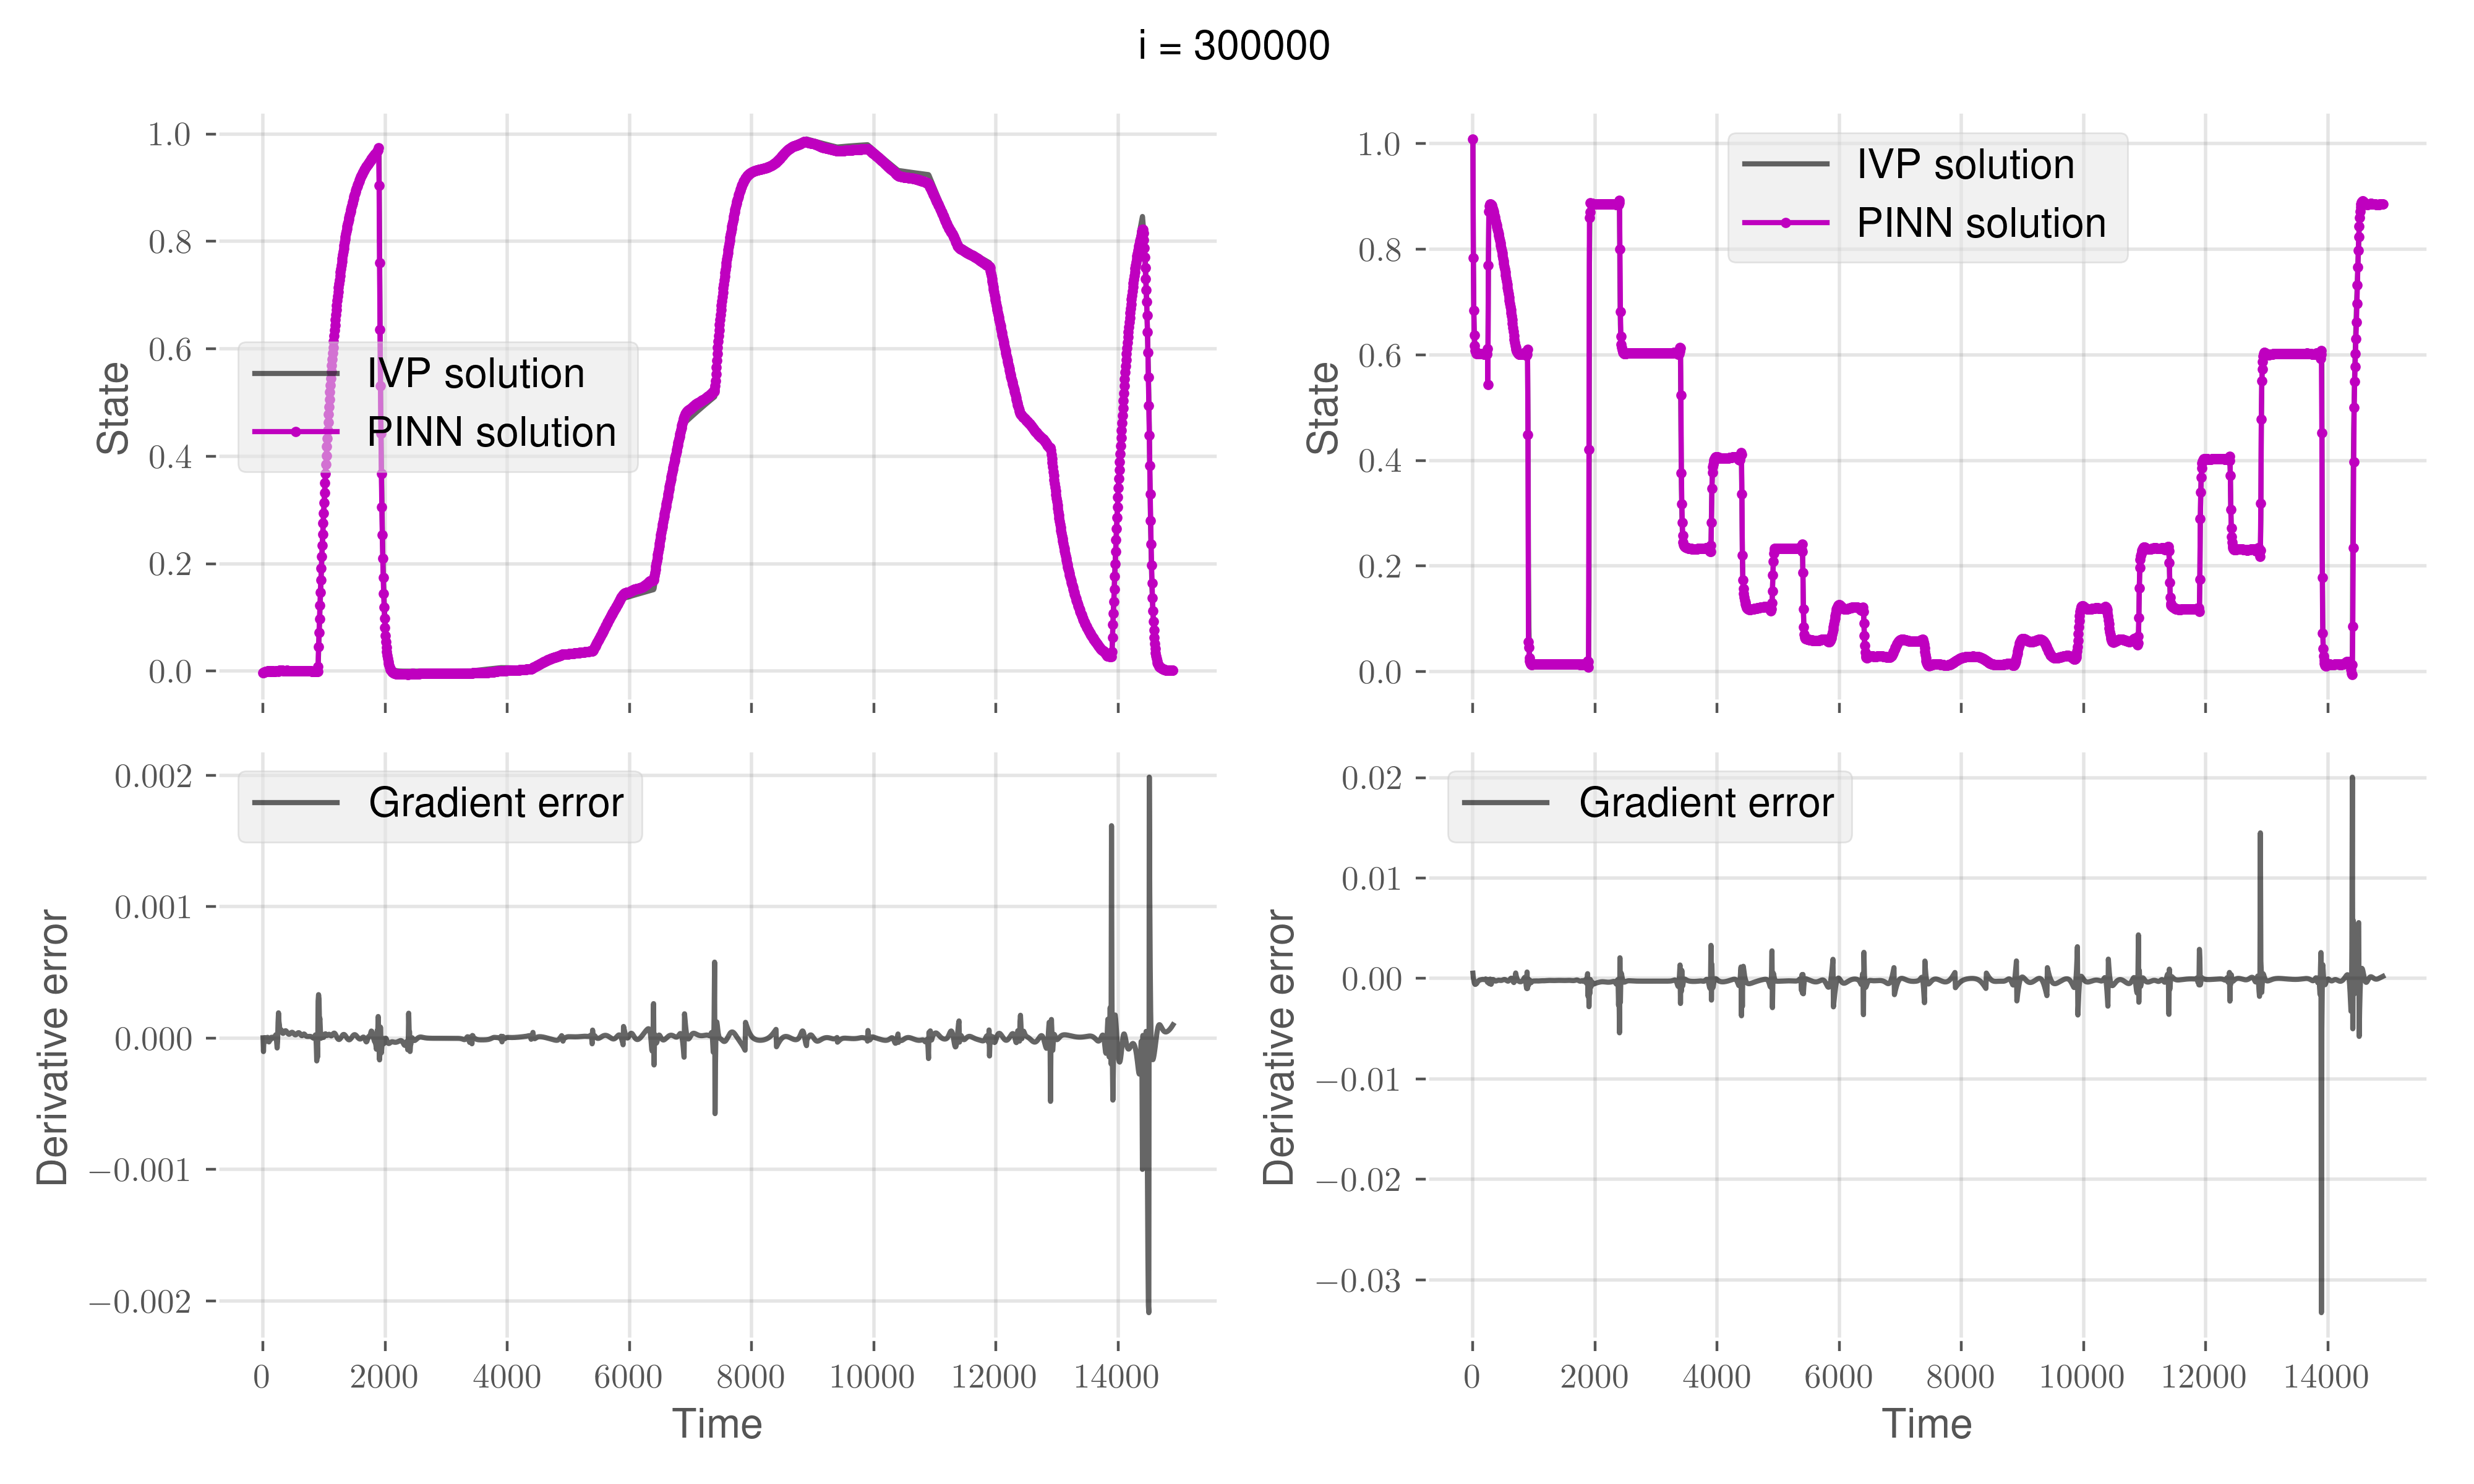 i = 300000
1.0
0.8
0.6
0.4
0.2
0.0
State
IVP solution
PINN solution
1.0
0.8
0.6
0.4
0.2
0.0
State
IVP solution
PINN solution
0.002
0.001
0.000
−0.001
−0.002
Derivative error
Gradient error
0 2000 4000 6000 8000 10000 12000 14000
Time
0.02
0.01
0.00
−0.01
−0.02
−0.03
Derivative error
Gradient error
0 2000 4000 6000 8000 10000 12000 14000
Time